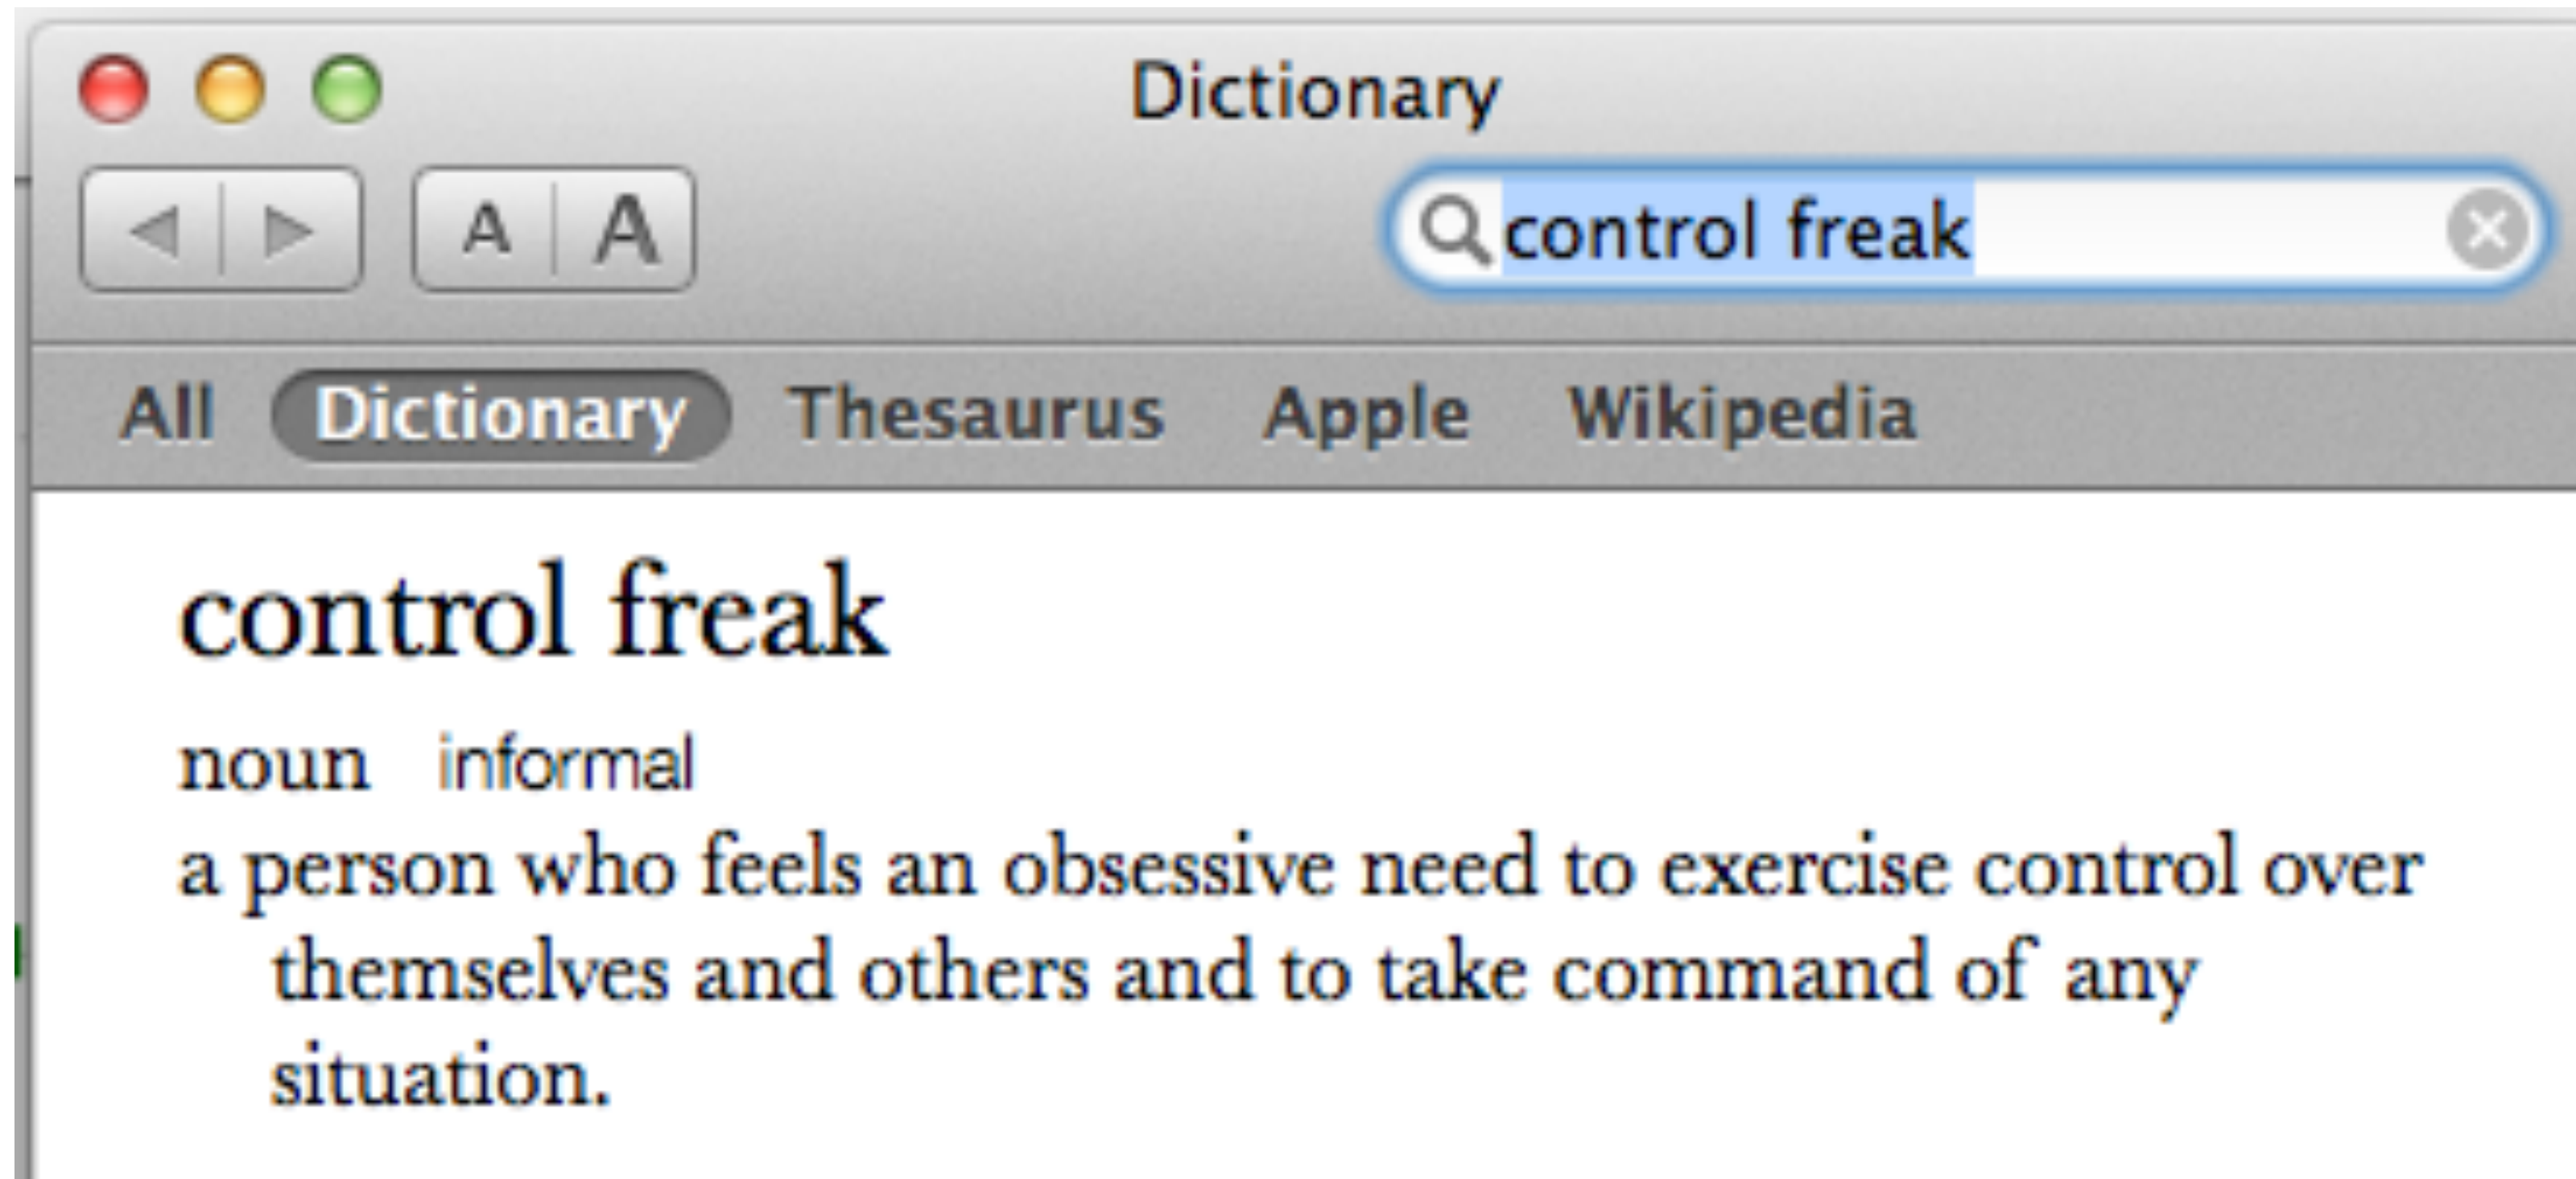 Dictionary
A A
control freak
All Dictionary Thesaurus Apple Wikipedia
control freak
noun informal
a person who feels an obsessive need to exercise control over
themselves and others and to take command of any
situation.